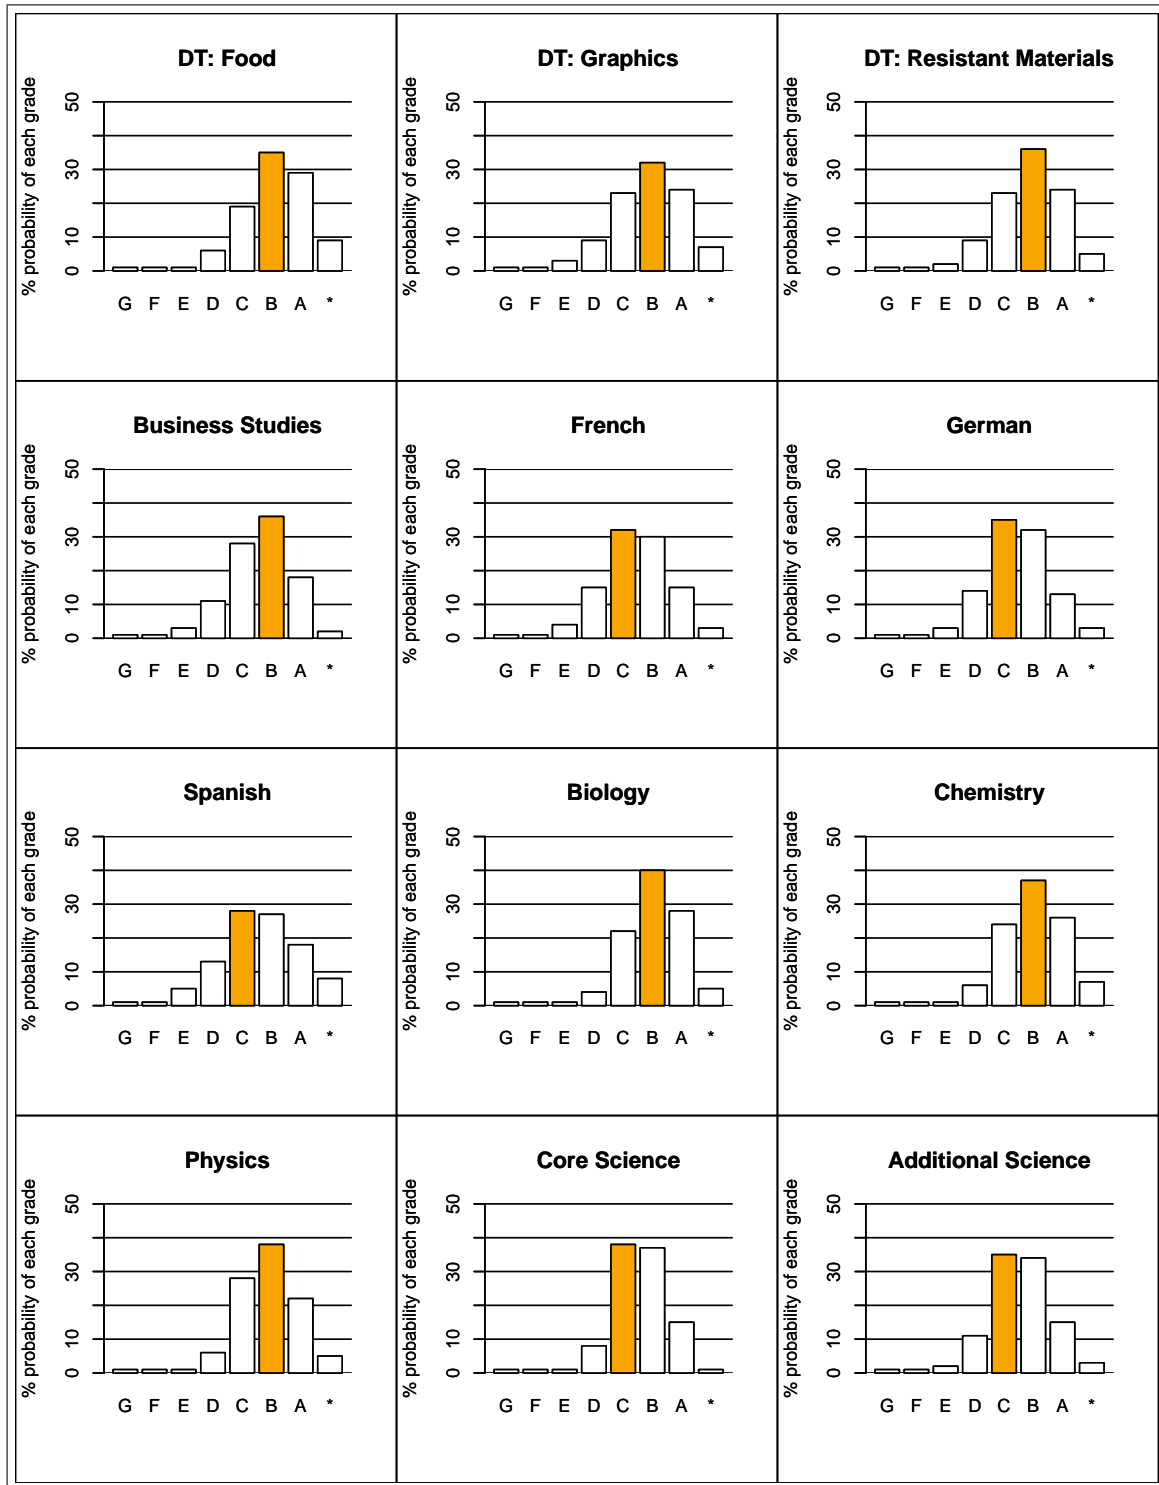 DT: Food
% probability of each grade
50
30
10
0
G F E D C B A *
DT: Graphics
% probability of each grade
50
30
10
0
G F E D C B A *
DT: Resistant Materials
% probability of each grade
50
30
10
0
G F E D C B A *
Business Studies
% probability of each grade
50
30
10
0
G F E D C B A *
French
% probability of each grade
50
30
10
0
G F E D C B A *
German
% probability of each grade
50
30
10
0
G F E D C B A *
Spanish
% probability of each grade
50
30
10
0
G F E D C B A *
Biology
% probability of each grade
50
30
10
0
G F E D C B A *
Chemistry
% probability of each grade
50
30
10
0
G F E D C B A *
Physics
% probability of each grade
50
30
10
0
G F E D C B A *
Core Science
% probability of each grade
50
30
10
0
G F E D C B A *
Additional Science
% probability of each grade
50
30
10
0
G F E D C B A *